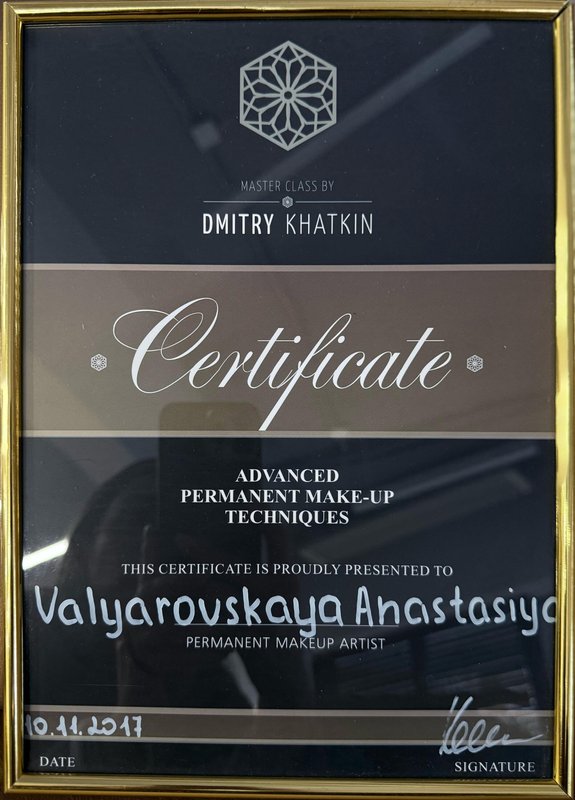 MASTER CLASS BY
DMITRY KHATKIN
Certificate
ADVANCED
PERMANENT MAKE-UP
TECHNIQUES
THIS CERTIFICATE IS PROUDLY PRESENTED TO
Valyarovskaya Anastasiya
PERMANENT MAKEUP ARTIST
10.11.2017
DATE
SIGNATURE